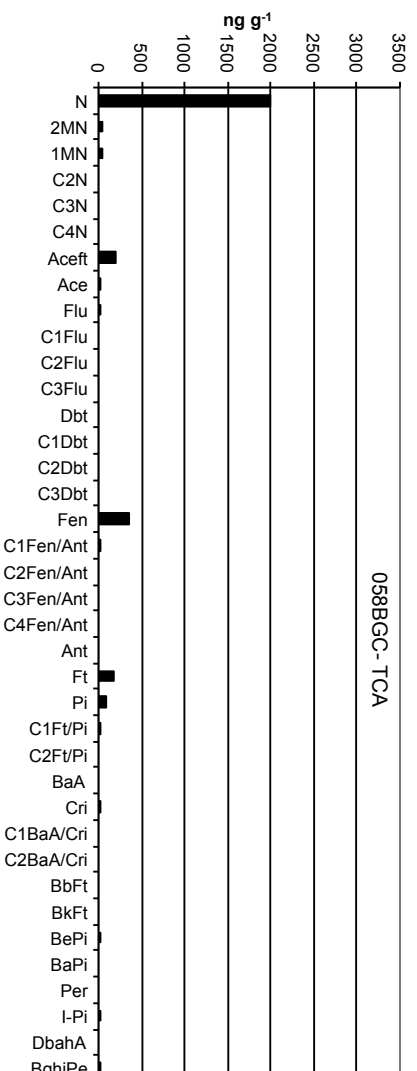 ng g-1
0
500
1000
1500
2000
2500
3000
3500
058BGC- TCA
N
2MN
1MN
C2N
C3N
C4N
Aceft
Ace
Flu
C1Flu
C2Flu
C3Flu
Dbt
C1Dbt
C2Dbt
C3Dbt
Fen
C1Fen/Ant
C2Fen/Ant
C3Fen/Ant
C4Fen/Ant
Ant
Ft
Pi
C1Ft/Pi
C2Ft/Pi
BaA
Cri
C1BaA/Cri
C2BaA/Cri
BbFt
BkFt
BePi
BaPi
Per
I-Pi
DbahA
BghiPe